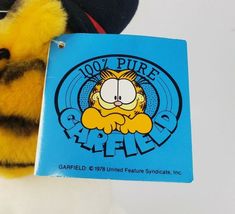 100% PURE
GARFIELD
GARFIELD: © 1978 United Feature Syndicate, Inc.